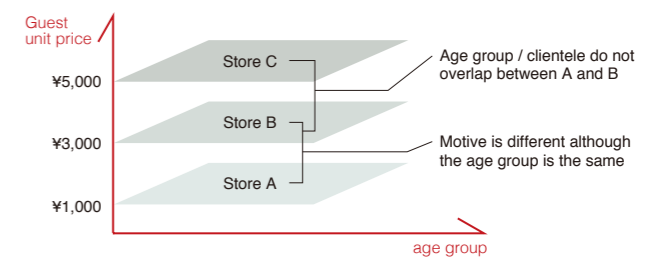 Guest
unit price
¥5,000
¥3,000
¥1,000
Store C
Store B
Store A
Age group / clientele do not
overlap between A and B
Motive is different although
the age group is the same
age group